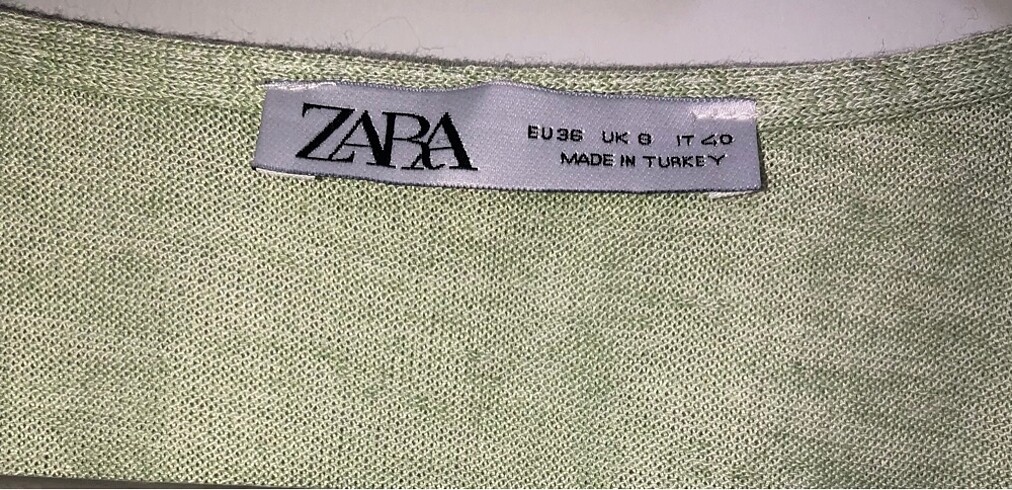 ZARA
EU36 UK 8 IT 40
MADE IN TURKEY